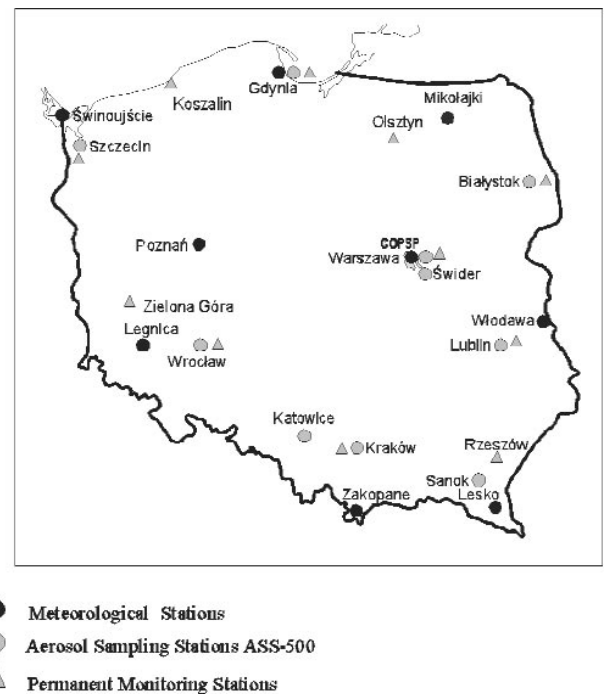 Gdynia
Koszalin
Mikołajki
Świnoujście
Olsztyn
Szczecin
Białystok
Poznań
COPSP
Warszawa
Świder
Zielona Góra
Legnica
Włodawa
Wrocław
Lublin
Katowice
Kraków
Rzeszów
Sanok
Zakopane
Lesko
Meteorological Stations
Aerosol Sampling Stations ASS-500
Permanent Monitoring Stations